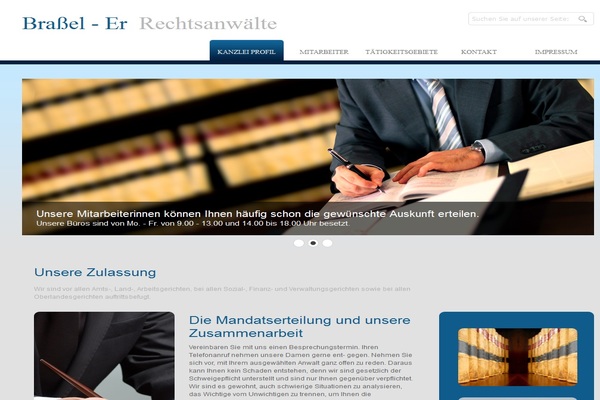 Braßel - Er Rechtsanwälte
Suchen Sie auf unserer Seite:
KANZLEI PROFIL MITARBEITER TÄTIGKEITSGEBIETE KONTAKT IMPRESSUM
Unsere Mitarbeiterinnen können Ihnen häufig schon die gewünschte Auskunft erteilen.
Unsere Büros sind von Mo. - Fr. von 9.00 - 13.00 und 14.00 bis 18.00 Uhr besetzt
Unsere Zulassung
Wir sind vor allen Amts-, Land-, Arbeitsgerichten, bei allen Sozial-, Finanz- und Verwaltungsgerichten sowie bei allen
Oberlandesgerichten auftrittsbefugt.
Die Mandatserteilung und unsere
Zusammenarbeit
Vereinbaren Sie mit uns einen Besprechungstermin. Ihren
Telefonanruf nehmen unsere Damen gerne ent- gegen. Nehmen Sie
sich vor, mit Ihrem ausgewählten Anwalt ganz offen zu reden. Daraus
kann Ihnen kein Schaden entstehen, denn wir sind gesetzlich der
Schweigepflicht unterstellt und sind nur Ihnen gegenüber verpflichtet.
Wir sind es gewohnt, auch schwierige Situationen zu analysieren,
das Wichtige vom Unwichtigen zu trennen, um Ihnen die